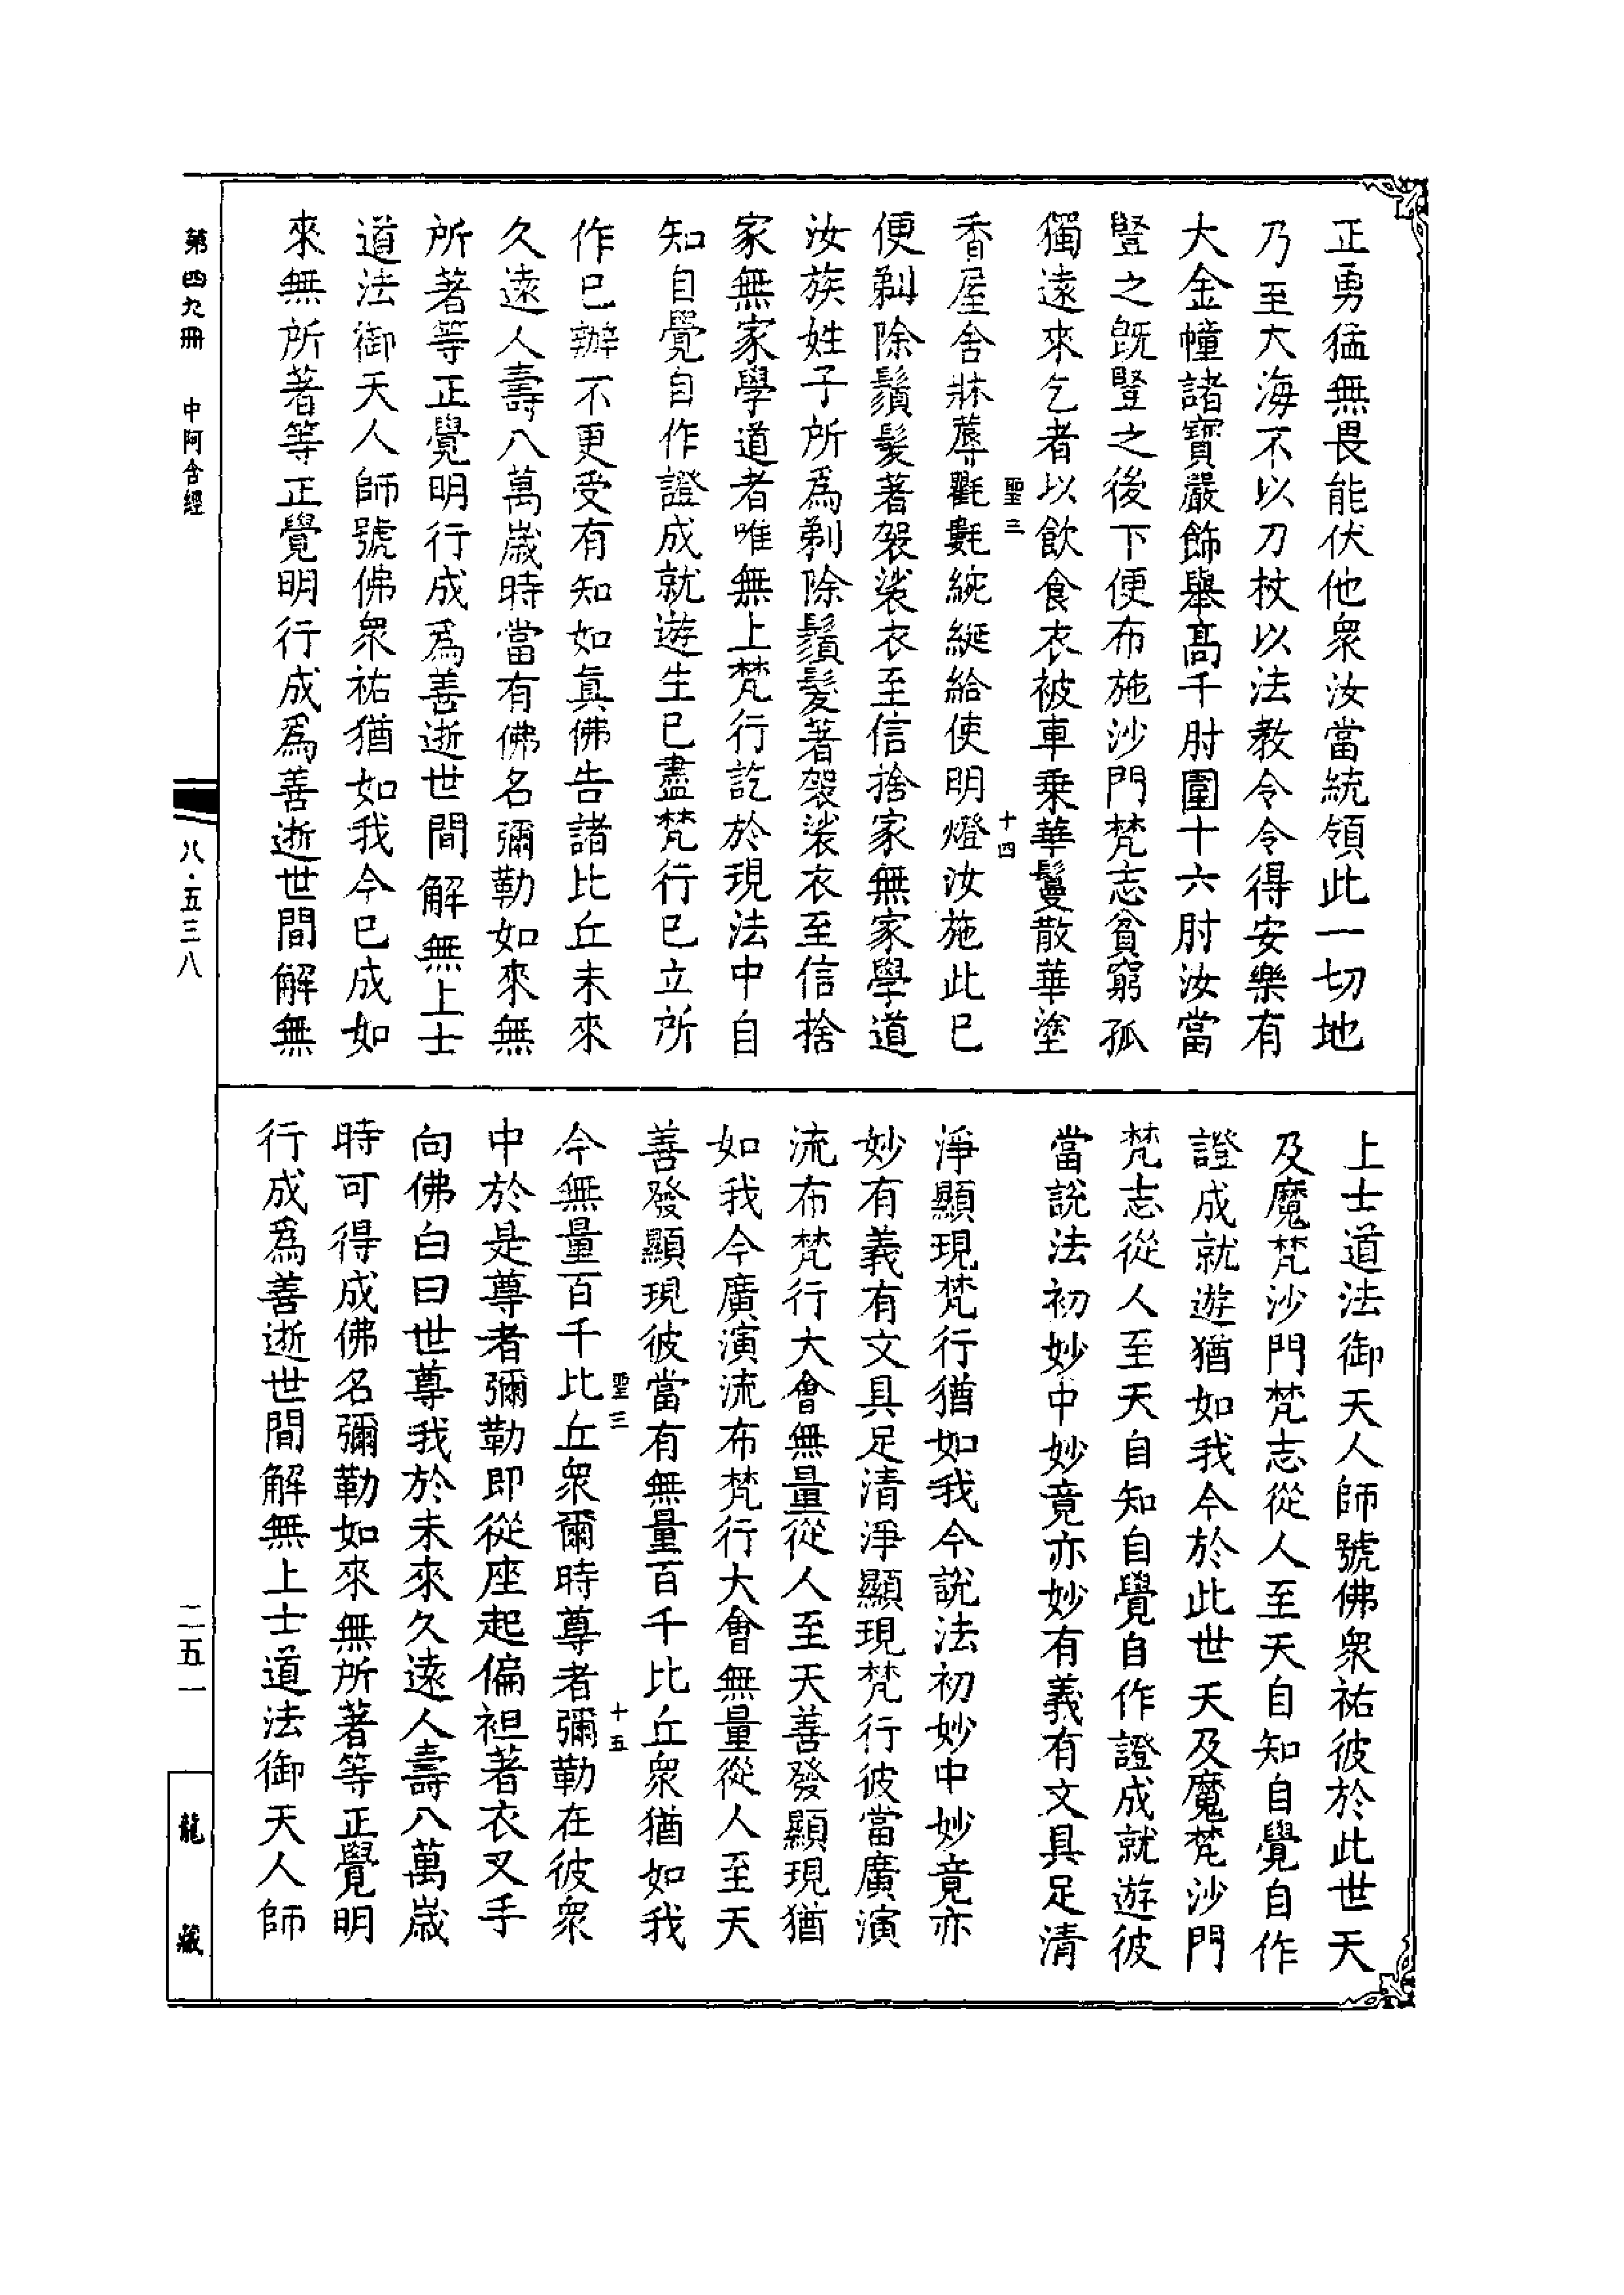 正勇猛無畏能伏他衆汝當統領此一切地
乃至大海不以刀杖以法教令令得安樂有
大金幢諸寶嚴飾舉髙千肘圍十六肘汝當
豎之既豎之後下便布施沙門梵志貧窮孤
獨遠來乞者以飲食衣被車乗華鬘散華塗
聖三
十四
香屋舍牀蓐氍㲣綩綖給使明燈汝施此已
便剃除鬚髮著袈裟衣至信捨家無家學道
汝族姓子所爲剃除鬚髮著袈裟衣至信捨
家無家學道者唯無上梵行訖於現法中自
知自覺自作證成就遊生已盡梵行已立所
作已辦不更受有知如真佛告諸比丘未來
久遠人壽八萬歲時當有佛名彌勒如來無
所著等正覺明行成爲善逝世間解無上士
道法御天人師號佛衆祐猶如我今已成如
來無所著等正覺明行成爲善逝世間解無
上士道法御天人師號佛衆祐彼於此世天
及魔梵沙門梵志從人至天自知自覺自作
證成就遊猶如我今於此世天及魔梵沙門
梵志從人至天自知自覺自作證成就遊彼
當說法初妙中妙竟亦妙有義有文具足清
淨顯現梵行猶如我今說法初妙中妙竟亦
妙有義有文具足清淨顯現梵行彼當廣演
流布梵行大會無量從人至天善發顯現猶
如我今廣演流布梵行大會無量從人至天
善發顯現彼當有無量百千比丘衆猶如我
聖三
十五
今無量百千比丘衆爾時尊者彌勒在彼衆
中於是尊者彌勒即從座起偏袒著衣叉手
向佛白曰世尊我於未來久遠人壽八萬歲
時可得成佛名彌勒如來無所著等正覺明
行成爲善逝世間解無上士道法御天人師
第四九冊 中阿含經
八·五三八
二五一
龍藏